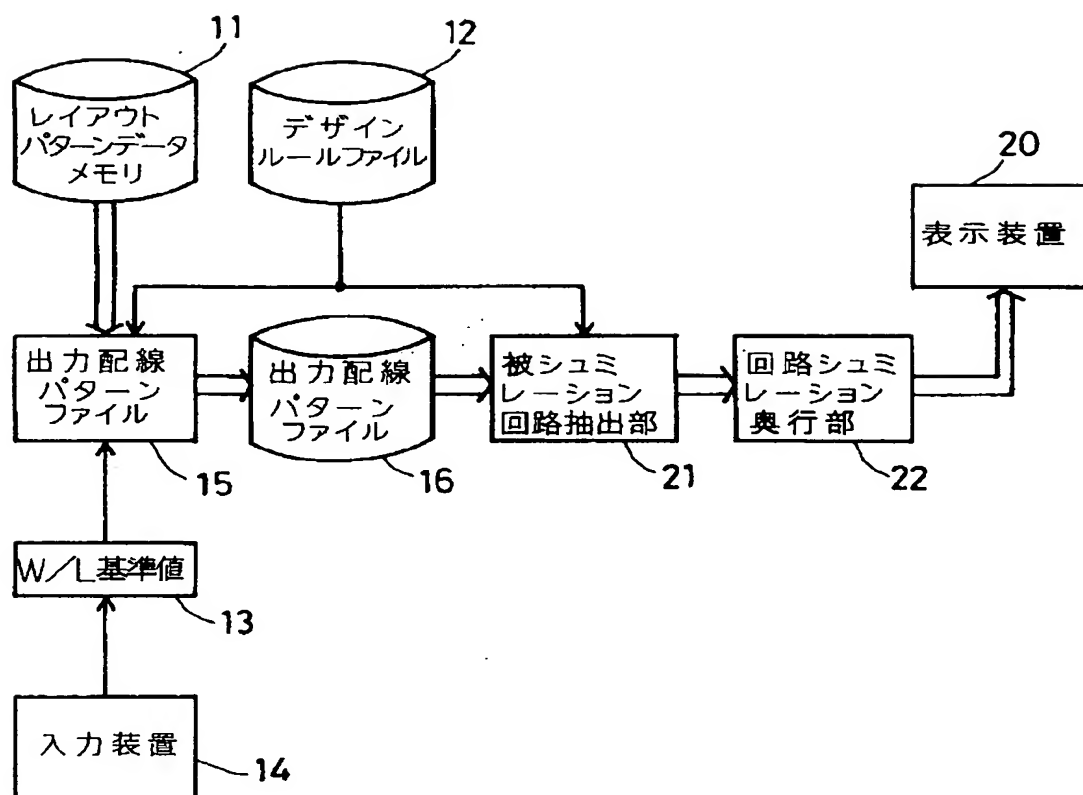 11
レイアウト
パターンデータ
メモリ
12
デザイン
ルールファイル
20
表示装置
出力配線
パターン
ファイル
15
出力配線
パターン
ファイル
16
被シュミ
レーション
回路抽出部
21
回路シュミ
レーション
奥行部
22
W/L基準値
13
入力装置
14